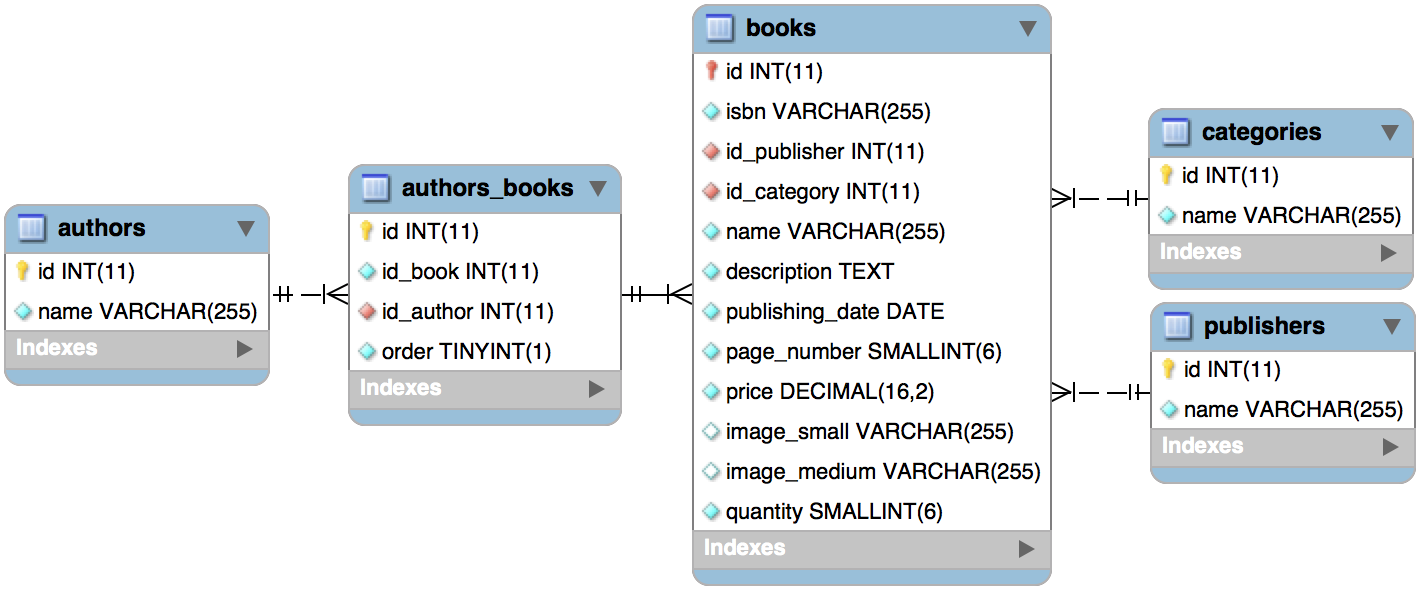 authors
id INT(11)
name VARCHAR(255)
Indexes
authors_books
id INT(11)
id_book INT(11)
id_author INT(11)
order TINYINT(1)
Indexes
books
id INT(11)
isbn VARCHAR(255)
id_publisher INT(11)
id_category INT(11)
name VARCHAR(255)
description TEXT
publishing_date DATE
page_number SMALLINT(6)
price DECIMAL(16,2)
image_small VARCHAR(255)
image_medium VARCHAR(255)
quantity SMALLINT(6)
Indexes
categories
id INT(11)
name VARCHAR(255)
Indexes
publishers
id INT(11)
name VARCHAR(255)
Indexes